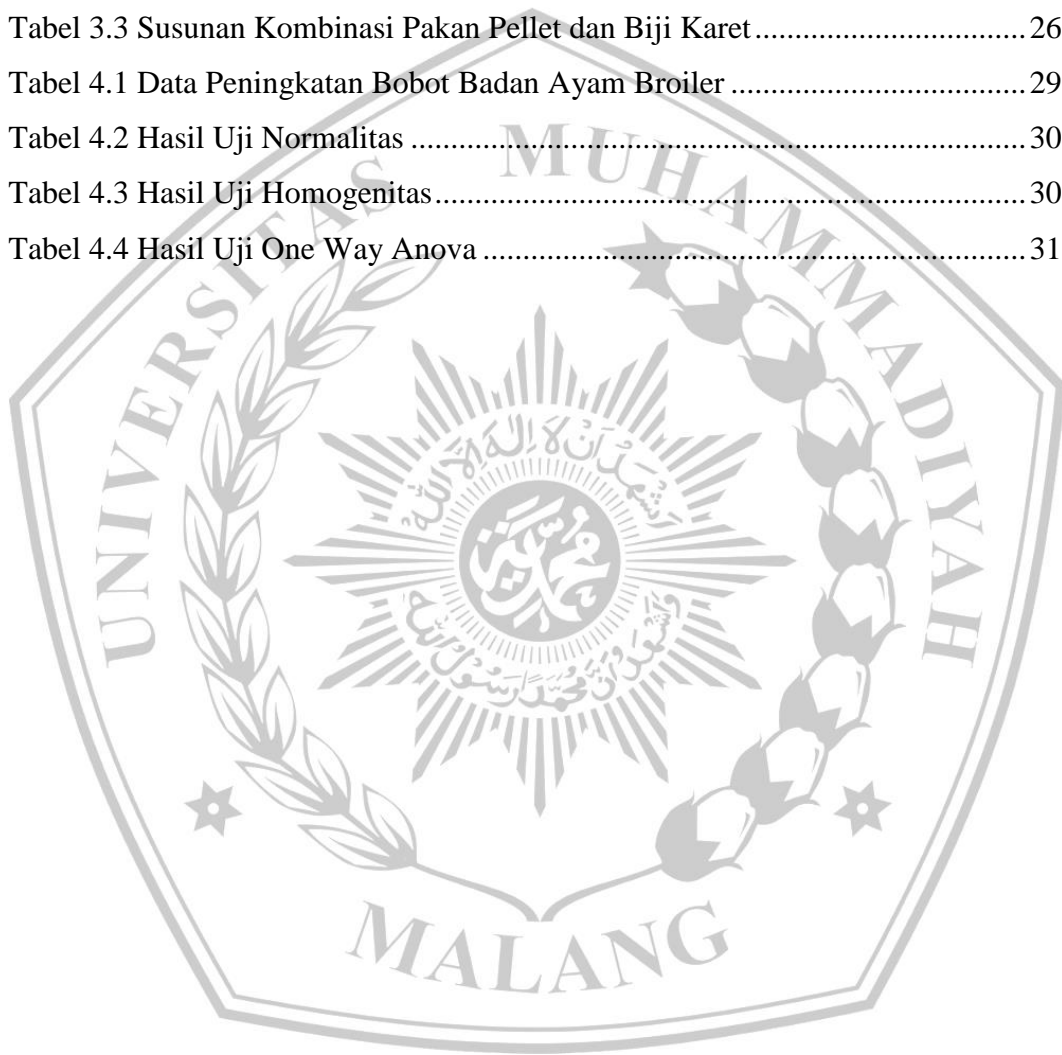 Tabel 3.3 Susunan Kombinasi Pakan Pellet dan Biji Karet ................................ 26
Tabel 4.1 Data Peningkatan Bobot Badan Ayam Broiler ................................... 29
Tabel 4.2 Hasil Uji Normalitas .......................................................................... 30
Tabel 4.3 Hasil Uji Homogenitas ...................................................................... 30
Tabel 4.4 Hasil Uji One Way Anova ................................................................ 31
UNIVERSITAS MUHAMMADIYAH
MALANG